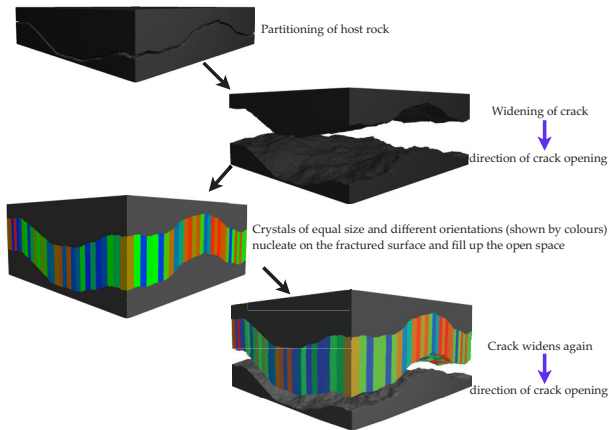 Partitioning of host rock
Widening of crack
direction of crack opening
Crystals of equal size and different orientations (shown by colours)
nucleate on the fractured surface and fill up the open space
Crack widens again
direction of crack opening